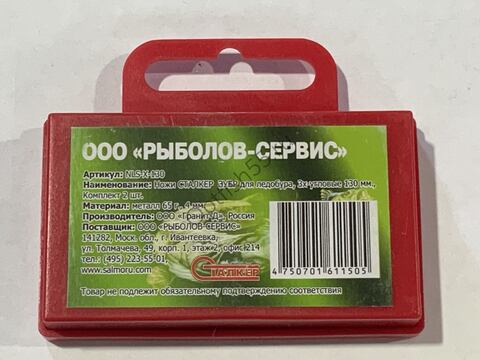 ООО «РЫБОЛОВ-СЕРВИС»
Артикул: NLS-X-130
Наименование: Ножи СТАЛКЕР ЗУБР для ледобура, 3х угловые 130 мм.,
Комплект 2 шт.
Материал: металл 65 г., 4 мм
Производитель: ООО «Гранит-Д», Россия
Поставщик: ООО «РЫБОЛОВ-СЕРВИС»
141282, Моск. обл., г. Ивантеевка,
ул. Толмачева, 49, корп. 1, этаж 2, офис 214
тел.: (495) 223-55-01,
www.salmoru.com
СТАЛКЕР
4 750701 611505
Товар не подлежит обязательному подтверждению соответствия